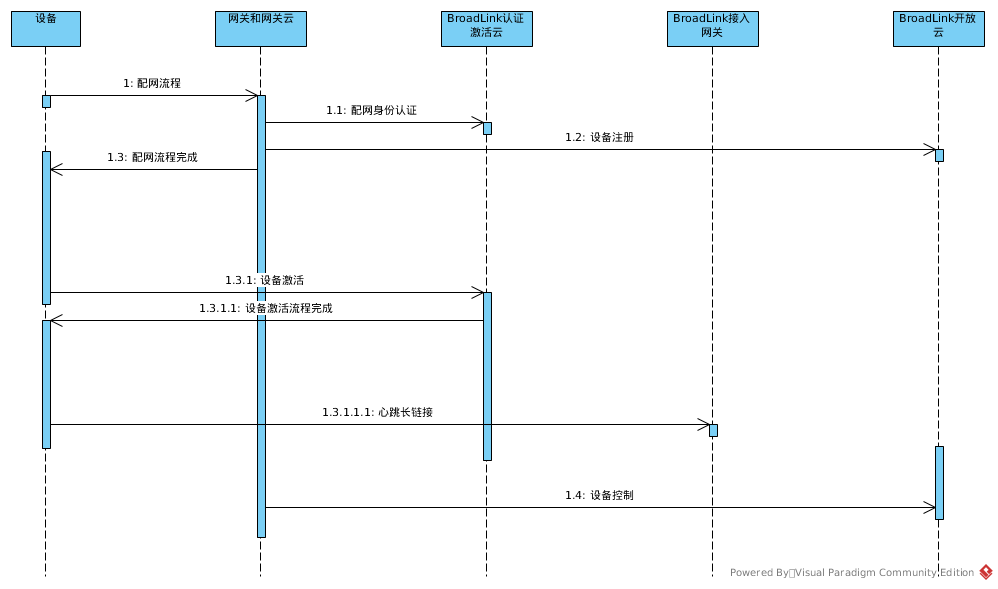 设备
网关和网关云
BroadLink认证
激活云
BroadLink接入
网关
BroadLink开放
云
1: 配网流程
1.1: 配网身份认证
1.2: 设备注册
1.3: 配网流程完成
1.3.1: 设备激活
1.3.1.1: 设备激活流程完成
1.3.1.1.1: 心跳长链接
1.4: 设备控制
Powered By Visual Paradigm Community Edition